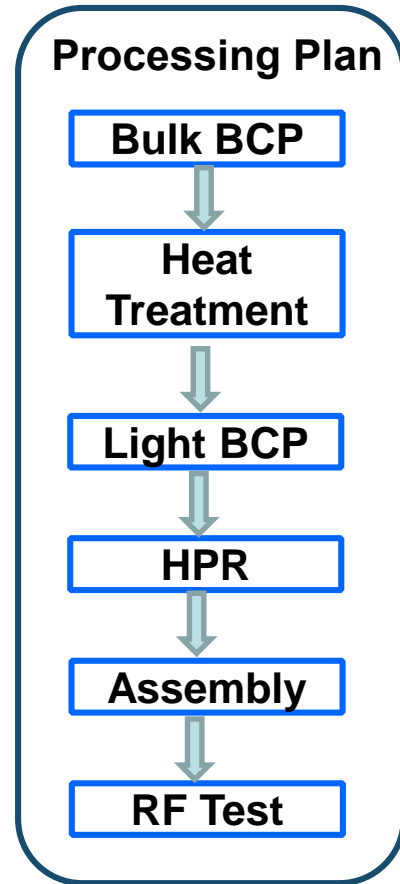 Processing Plan
Bulk BCP
Heat
Treatment
Light BCP
HPR
Assembly
RF Test